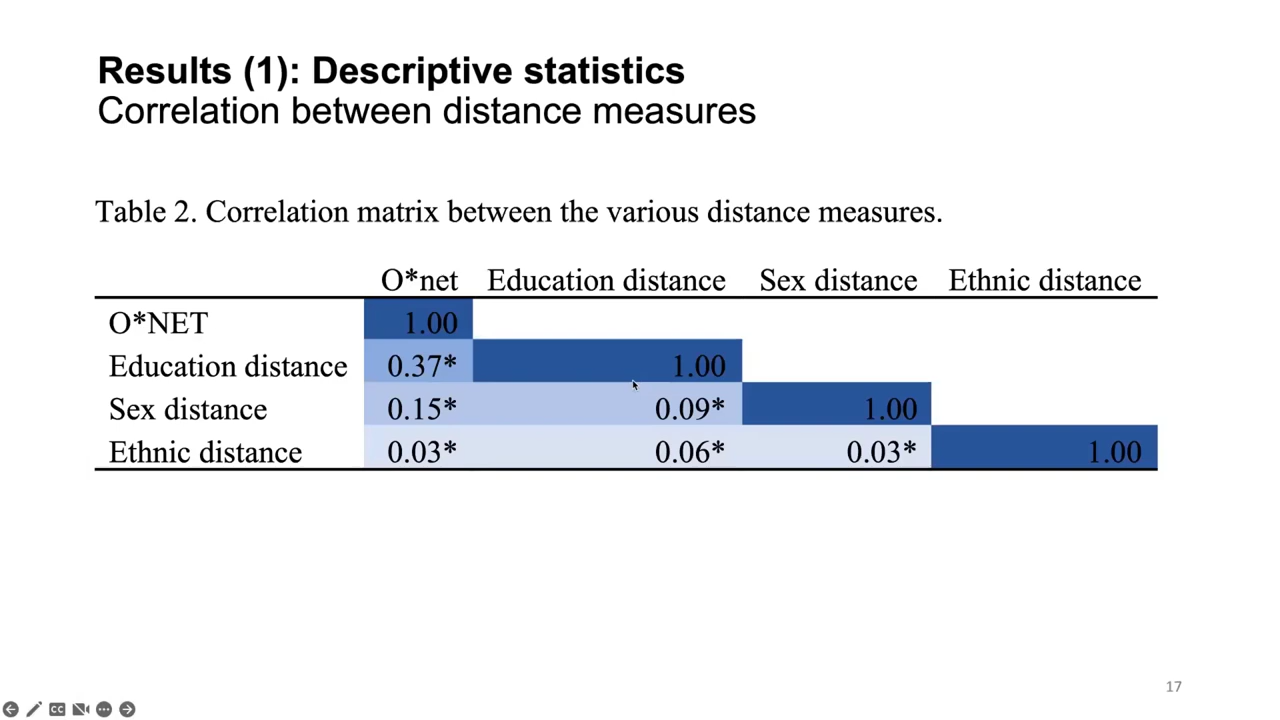 Results (1): Descriptive statistics
Correlation between distance measures
Table 2. Correlation matrix between the various distance measures.
O*net Education distance Sex distance Ethnic distance
O*NET 1.00
Education distance 0.37* 1.00
Sex distance 0.15* 0.09* 1.00
Ethnic distance 0.03* 0.06* 0.03* 1.00
17
CC